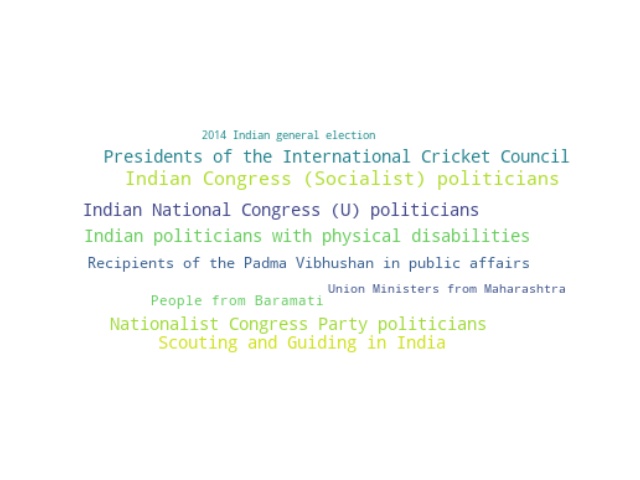 2014 Indian general election
Presidents of the International Cricket Council
Indian Congress (Socialist) politicians
Indian National Congress (U) politicians
Indian politicians with physical disabilities
Recipients of the Padma Vibhushan in public affairs
Union Ministers from Maharashtra
People from Baramati
Nationalist Congress Party politicians
Scouting and Guiding in India